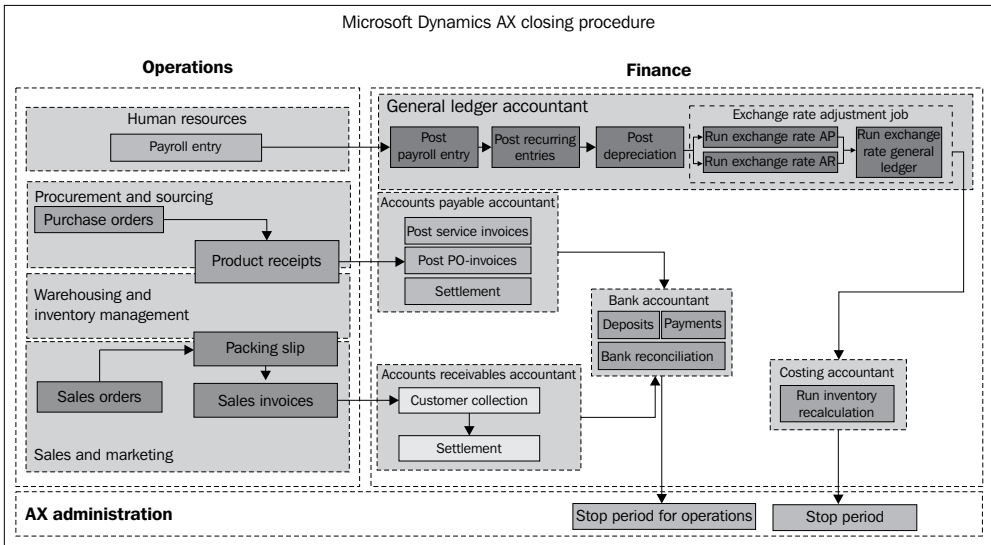 Microsoft Dynamics AX closing procedure
Operations
Finance
Human resources
Payroll entry
General ledger accountant
Post
payroll entry
Post recurring
entries
Post
depreciation
Exchange rate adjustment job
Run exchange rate AP
Run exchange rate AR
Run exchange
rate general
ledger
Procurement and sourcing
Purchase orders
Product receipts
Accounts payable accountant
Post service invoices
Post PO-invoices
Settlement
Warehousing and
inventory management
Bank accountant
Deposits
Payments
Bank reconciliation
Packing slip
Sales orders
Sales invoices
Sales and marketing
Accounts receivables accountant
Customer collection
Settlement
Costing accountant
Run inventory
recalculation
AX administration
Stop period for operations
Stop period